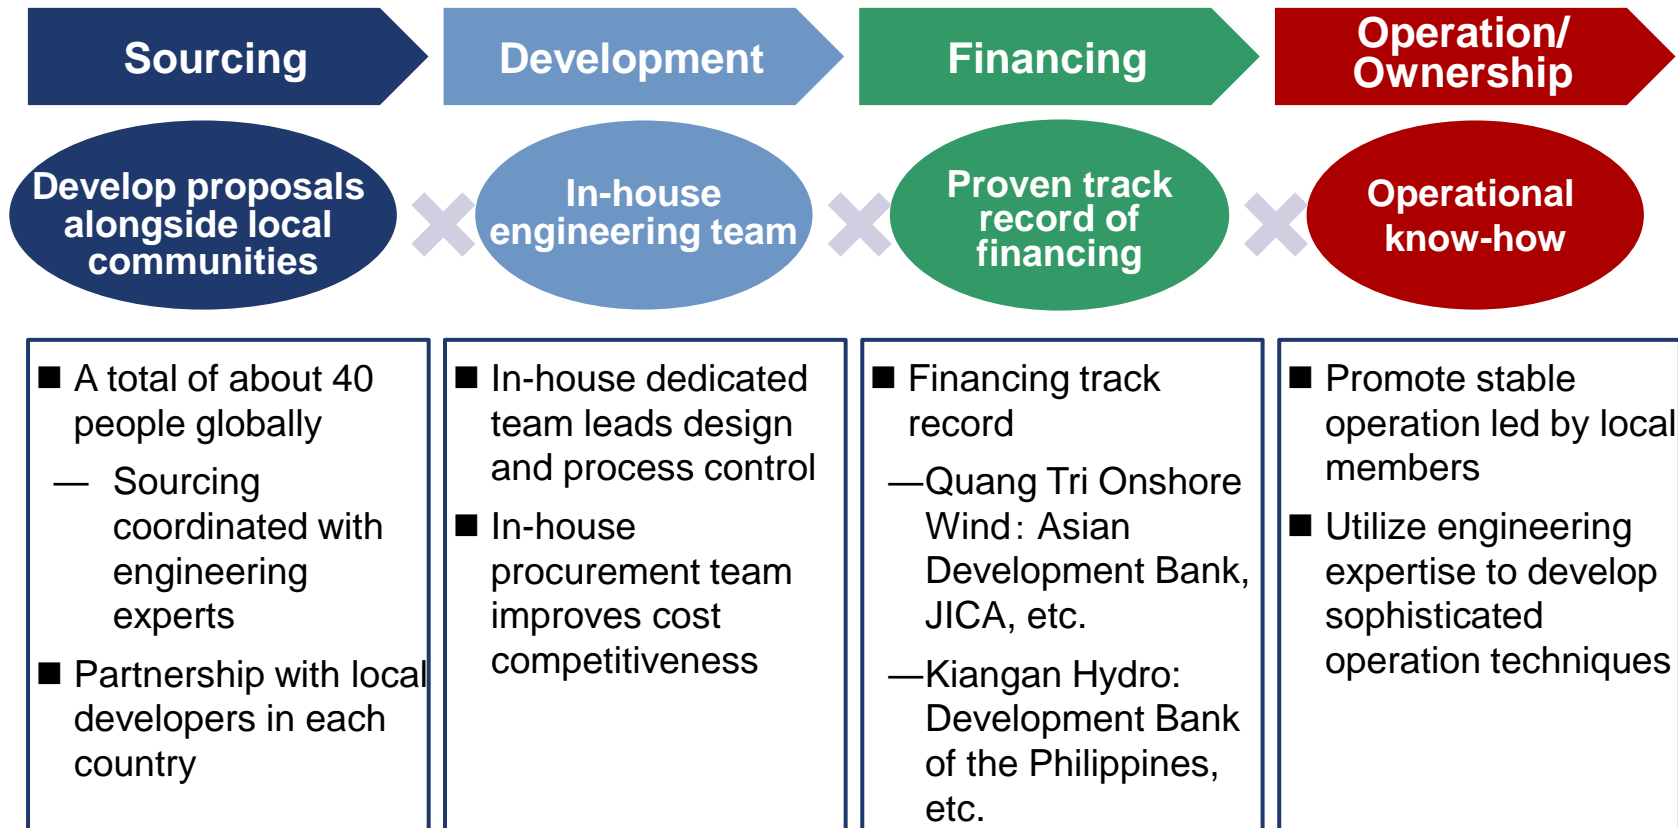 Sourcing
Development
Financing
Operation/
Ownership
Develop proposals
alongside local
communities
In-house
engineering team
Proven track
record of
financing
Operational
know-how
■ A total of about 40
people globally
— Sourcing
coordinated with
engineering
experts
■ Partnership with local
developers in each
country
■ In-house dedicated
team leads design
and process control
■ In-house
procurement team
improves cost
competitiveness
■ Financing track
record
—Quang Tri Onshore
Wind： Asian
Development Bank,
JICA, etc.
—Kiangan Hydro:
Development Bank
of the Philippines,
etc.
■ Promote stable
operation led by local
members
■ Utilize engineering
expertise to develop
sophisticated
operation techniques